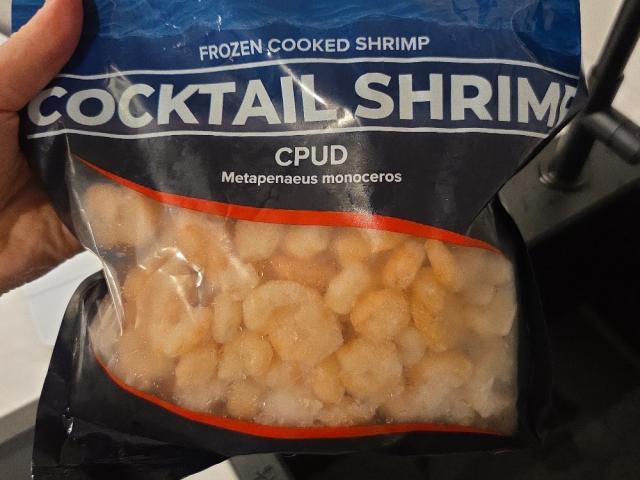 FROZEN COOKED SHRIMP
COCKTAIL SHRIMP
CPUD
Metapenaeus monoceros